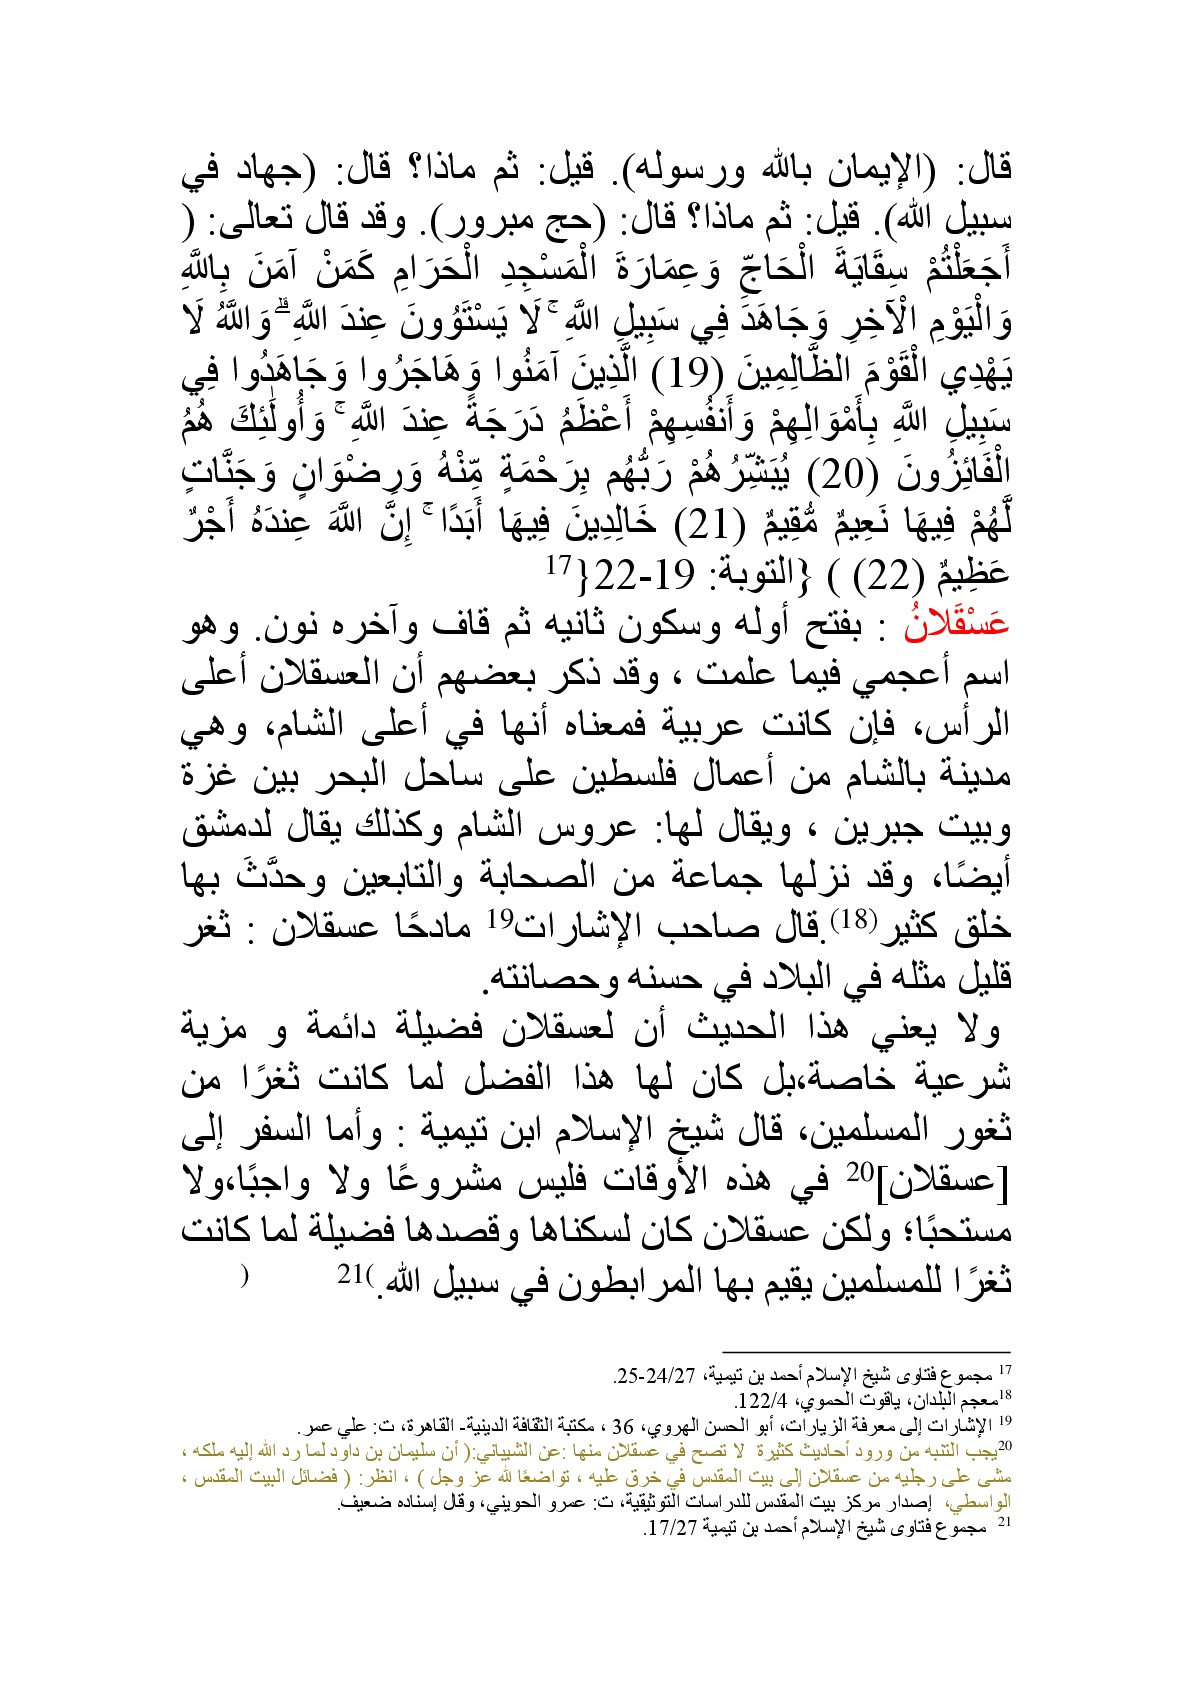 قال: (الإيمان بالله ورسوله). قيل: ثم ماذا؟ قال: (جهاد في
سبيل الله). قيل: ثم ماذا؟ قال: (حج مبرور). وقد قال تعالى: (
أَجَعَلْتُمْ سِقَايَةَ الْحَاجِّ وَعِمَارَةَ الْمَسْجِدِ الْحَرَامِ كَمَنْ آمَنَ بِاللَّهِ
وَالْيَوْمِ الْآخِرِ وَجَاهَدَ فِي سَبِيلِ اللَّهِ ۚ لَا يَسْتَوُونَ عِندَ اللَّهِ ۗ وَاللَّهُ لَا
يَهْدِي الْقَوْمَ الظَّالِمِينَ (19) الَّذِينَ آمَنُوا وَهَاجَرُوا وَجَاهَدُوا فِي
سَبِيلِ اللَّهِ بِأَمْوَالِهِمْ وَأَنفُسِهِمْ أَعْظَمُ دَرَجَةً عِندَ اللَّهِ ۚ وَأُولَٰئِكَ هُمُ
الْفَائِزُونَ (20) يُبَشِّرُهُمْ رَبُّهُم بِرَحْمَةٍ مِّنْهُ وَرِضْوَانٍ وَجَنَّاتٍ
لَّهُمْ فِيهَا نَعِيمٌ مُّقِيمٌ (21) خَالِدِينَ فِيهَا أَبَدًا ۚ إِنَّ اللَّهَ عِندَهُ أَجْرٌ
عَظِيمٌ (22) ) {التوبة: 19-22}17
عَسْقَلَانُ : بفتح أوله وسكون ثانيه ثم قاف وآخره نون. وهو
اسم أعجمي فيما علمت ، وقد ذكر بعضهم أن العسقلان أعلى
الرأس، فإن كانت عربية فمعناه أنها في أعلى الشام، وهي
مدينة بالشام من أعمال فلسطين على ساحل البحر بين غزة
وبيت جبرين ، ويقال لها: عروس الشام وكذلك يقال لدمشق
أيضًا، وقد نزلها جماعة من الصحابة والتابعين وحدَّثَ بها
خلق كثير(18).قال صاحب الإشارات19 مادحًا عسقلان : ثغر
قليل مثله في البلاد في حسنه وحصانته.
ولا يعني هذا الحديث أن لعسقلان فضيلة دائمة و مزية
شرعية خاصة،بل كان لها هذا الفضل لما كانت ثغرًا من
ثغور المسلمين، قال شيخ الإسلام ابن تيمية : وأما السفر إلى
[عسقلان]20 في هذه الأوقات فليس مشروعًا ولا واجبًا،ولا
مستحبًا؛ ولكن عسقلان كان لسكناها وقصدها فضيلة لما كانت
ثغرًا للمسلمين يقيم بها المرابطون في سبيل الله.(21 )
17 مجموع فتاوى شيخ الإسلام أحمد بن تيمية، 24/27-25.
18معجم البلدان، ياقوت الحموي، 122/4.
19 الإشارات إلى معرفة الزيارات، أبو الحسن الهروي، 36 ، مكتبة الثقافة الدينية- القاهرة، ت: علي عمر.
20يجب التنبه من ورود أحاديث كثيرة لا تصح في عسقلان منها :عن الشيباني:( أن سليمان بن داود لما رد الله إليه ملكه ،
مشى على رجليه من عسقلان إلى بيت المقدس في خرق عليه ، تواضعًا لله عز وجل ) ، انظر: ( فضائل البيت المقدس ،
الواسطي، إصدار مركز بيت المقدس للدراسات التوثيقية، ت: عمرو الحويني، وقال إسناده ضعيف.
21 مجموع فتاوى شيخ الإسلام أحمد بن تيمية 17/27.